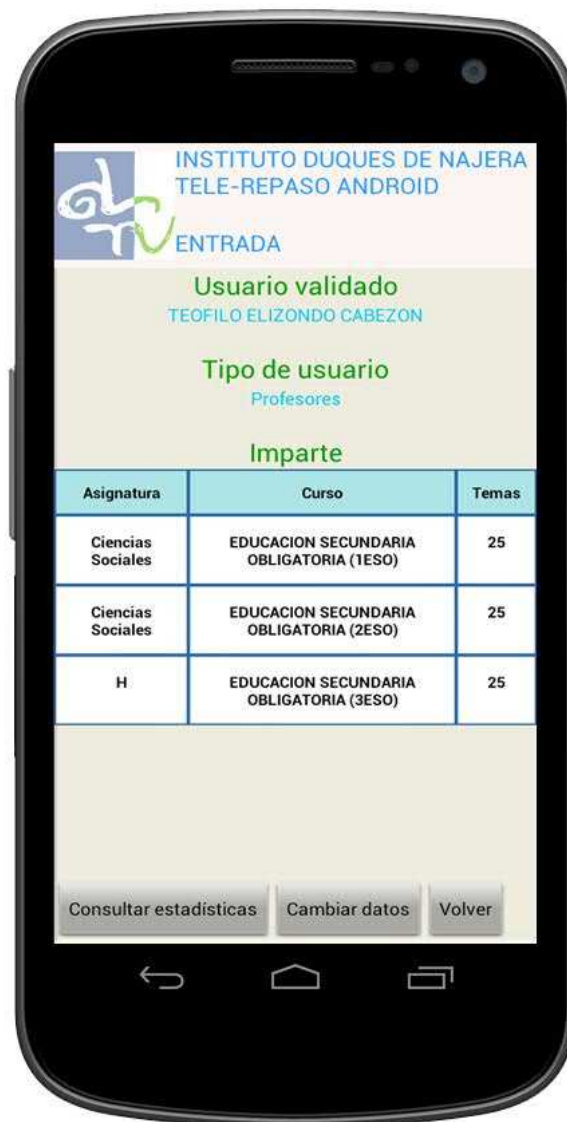 INSTITUTO DUQUES DE NAJERA
TELE-REPASO ANDROID
ENTRADA
Usuario validado
TEOFILO ELIZONDO CABEZON
Tipo de usuario
Profesores
Imparte
Asignatura Curso Temas
Ciencias EDUCACION SECUNDARIA 25
Sociales OBLIGATORIA (1ESO)
Ciencias EDUCACION SECUNDARIA 25
Sociales OBLIGATORIA (2ESO)
H EDUCACION SECUNDARIA 25
OBLIGATORIA (3ESO)
Consultar estadísticas Cambiar datos Volver